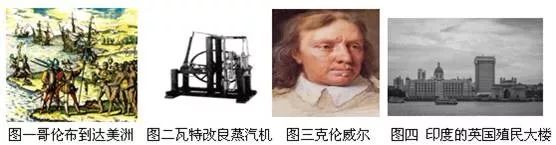 图一哥伦布到达美洲
图二瓦特改良蒸汽机
图三克伦威尔
图四 印度的英国殖民大楼